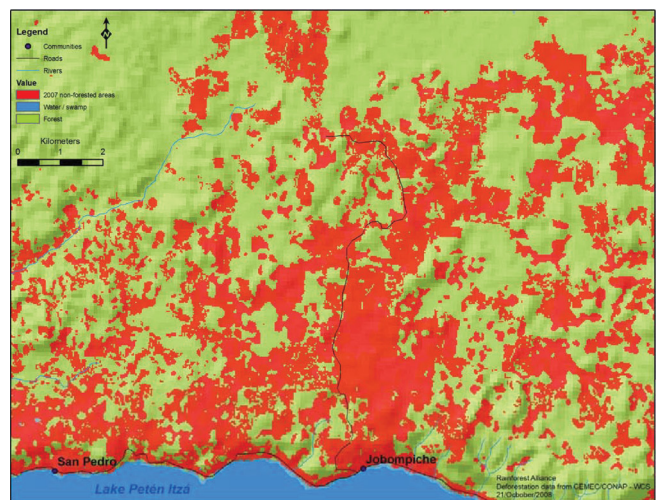 Legend
N
Communities
Roads
Rivers
Value
2007 non-forested areas
Water / swamp
Forest
Kilometers
0 1 2
San Pedro
Jobompiche
Lake Petén Itzá
Rainforest Alliance
Deforestation data from CEMEC/CONAP - WCS
21/October/2008